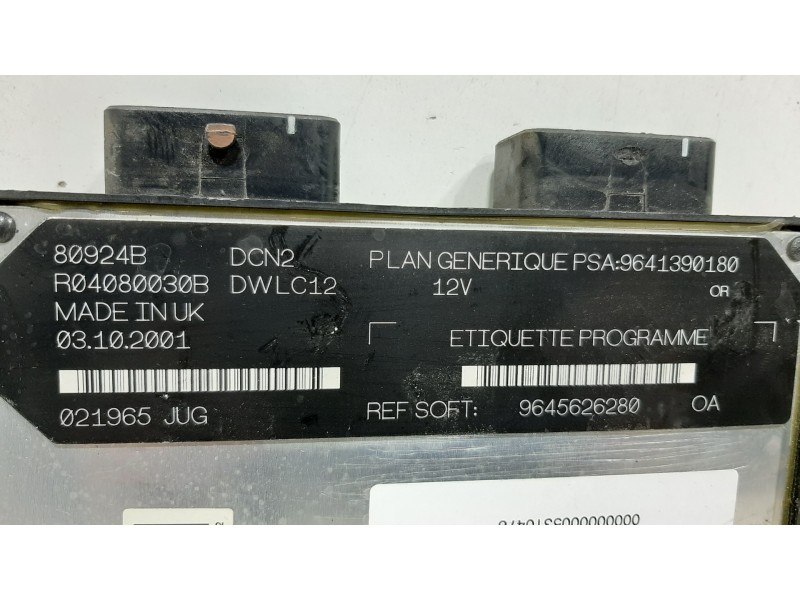 80924B DCN2 PLAN GENERIQUE PSA:9641390180
R04080030B DWLC12 12V OR
MADE IN UK
03.10.2001 ETIQUETTE PROGRAMME
021965 JUG REF SOFT: 9645626280 OA